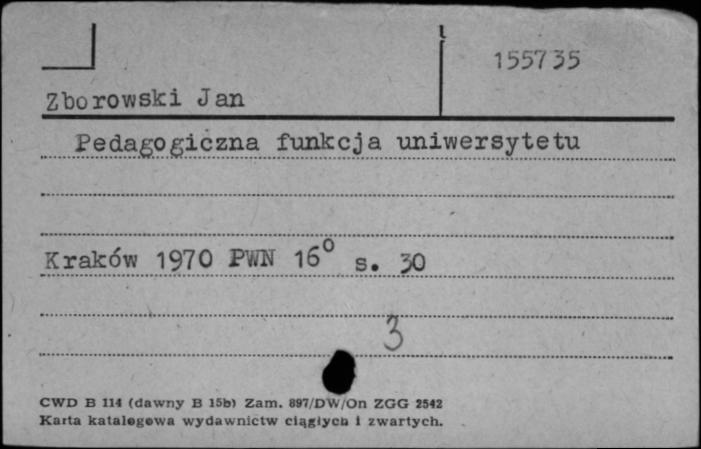 155735
Zborowski Jan
Pedagogiczna funkcja uniwersytetu
Kraków 1970 PWN 16° s. 30
3
CWD B 114 (dawny B 15b) Zam. 897/DW/On ZGG 2542
Karta katalogowa wydawnictw ciągłych i zwartych.